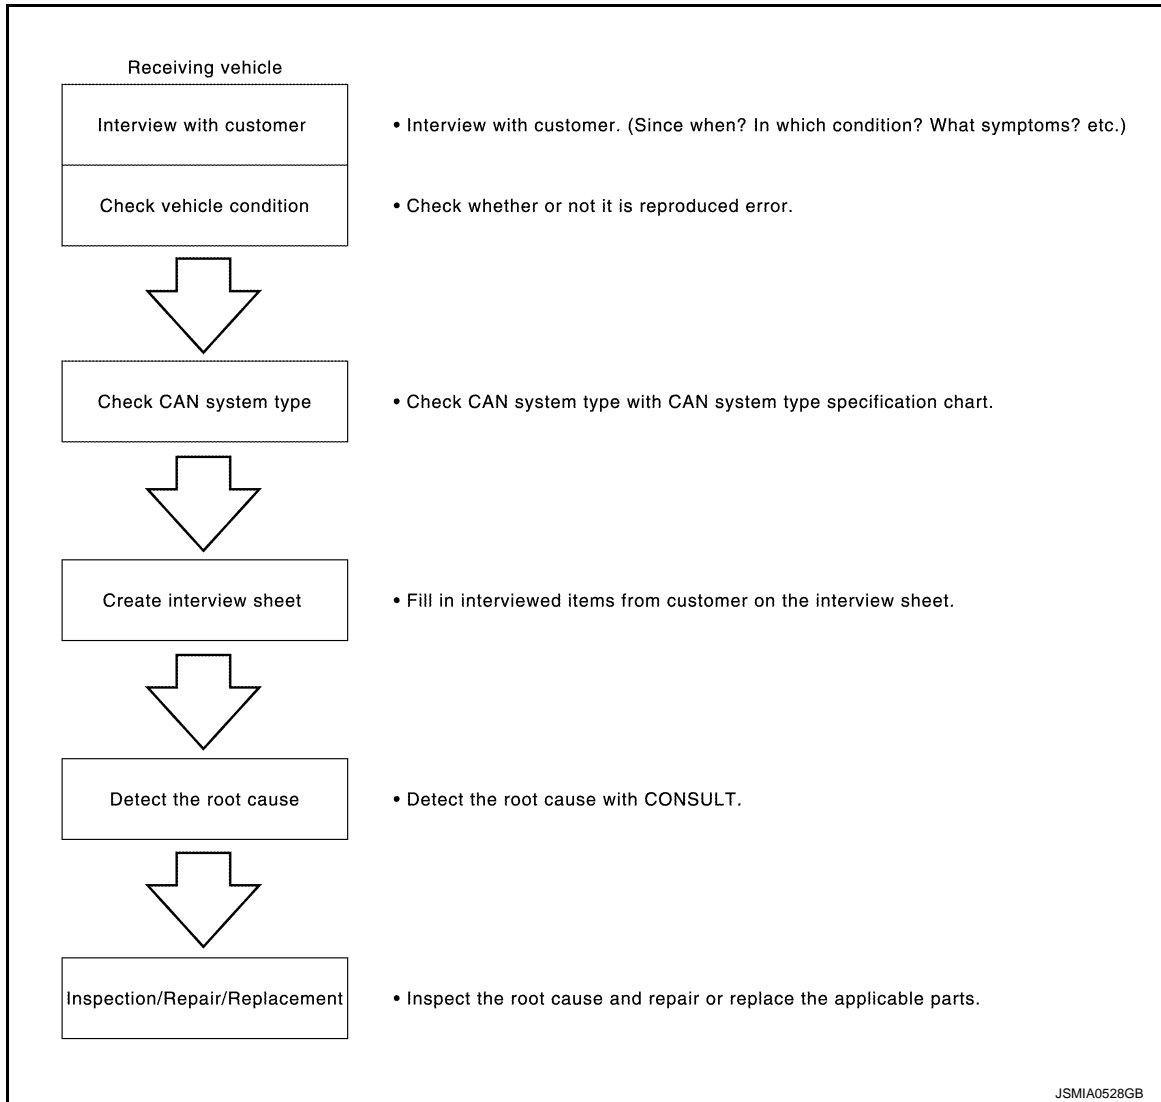 Receiving vehicle
Interview with customer
• Interview with customer. (Since when? In which condition? What symptoms? etc.)
Check vehicle condition
• Check whether or not it is reproduced error.
Check CAN system type
• Check CAN system type with CAN system type specification chart.
Create interview sheet
• Fill in interviewed items from customer on the interview sheet.
Detect the root cause
• Detect the root cause with CONSULT.
Inspection/Repair/Replacement
• Inspect the root cause and repair or replace the applicable parts.
JSMIA0528GB